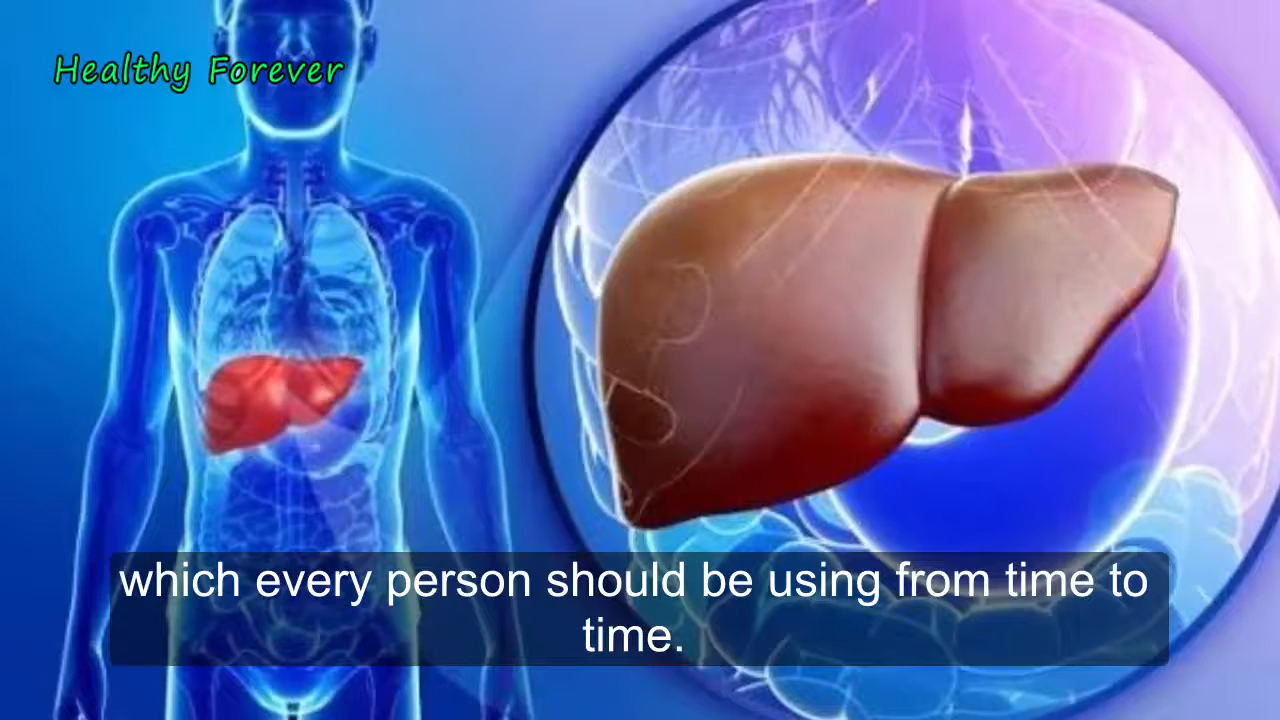 Healthy Forever
which every person should be using from time to
time.